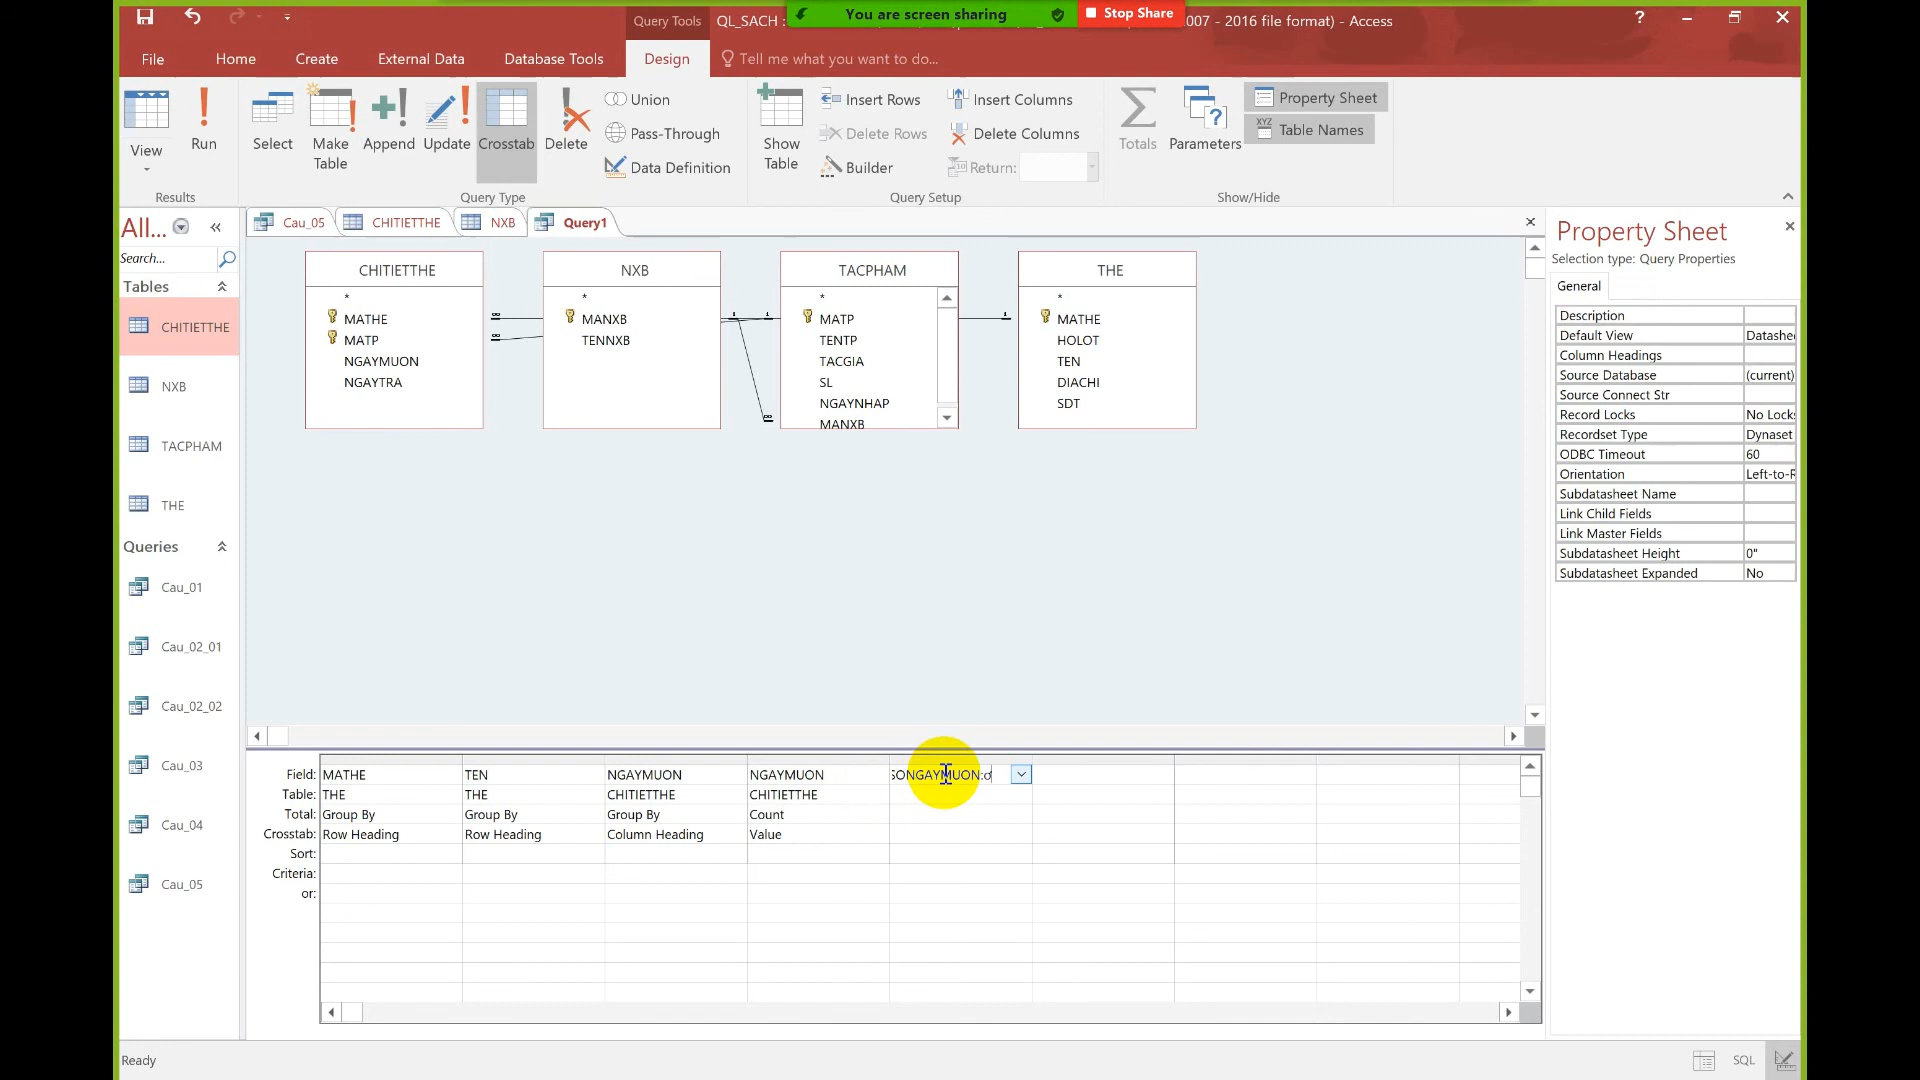 Query Tools
QL_SACH :
You are screen sharing
Stop Share
007 - 2016 file format) - Access
?
File
Home
Create
External Data
Database Tools
Design
Tell me what you want to do...
View
Run
Select
Make Table
Append
Update
Crosstab
Delete
Union
Pass-Through
Data Definition
Show Table
Insert Rows
Delete Rows
Builder
Insert Columns
Delete Columns
Return:
Totals
Parameters
Property Sheet
Table Names
Results
Query Type
Query Setup
Show/Hide
All...
Search...
Tables
CHITIETTHE
NXB
TACPHAM
THE
Queries
Cau_01
Cau_02_01
Cau_02_02
Cau_03
Cau_04
Cau_05
Cau_05
CHITIETTHE
NXB
Query1
CHITIETTHE
*
MATHE
MATP
NGAYMUON
NGAYTRA
NXB
*
MANXB
TENNXB
TACPHAM
*
MATP
TENTP
TACGIA
SL
NGAYNHAP
MANXB
THE
*
MATHE
HOLOT
TEN
DIACHI
SDT
Field: MATHE TEN NGAYMUON NGAYMUON SONGAYMUON:ơ
Table: THE THE CHITIETTHE CHITIETTHE
Total: Group By Group By Group By Count
Crosstab: Row Heading Row Heading Column Heading Value
Sort:
Criteria:
or:
Property Sheet
Selection type: Query Properties
General
Description
Default View Datashe
Column Headings
Source Database (current)
Source Connect Str
Record Locks No Locks
Recordset Type Dynaset
ODBC Timeout 60
Orientation Left-to-R
Subdatasheet Name
Link Child Fields
Link Master Fields
Subdatasheet Height 0"
Subdatasheet Expanded No
Ready
SQL